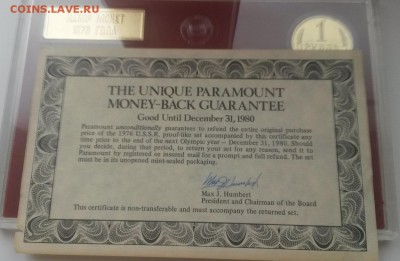 COINS.LAVE.RU
1
THE UNIQUE PARAMOUNT
MONEY-BACK GUARANTEE
Good Until December 31, 1980
Paramount unconditionally guarantees to refund the entire original purchase
price of the 1976 U.S.S.R. proof-like set accompanied by this certificate any
time prior to the end of the next Olympic year – December 31, 1980. Should
you decide, during that period, to return your set for any reason, send it to
Paramount by registered or insured mail for a prompt and full refund. The set
must be in its unopened mint-sealed packaging.
Max J. Humbert
Max J. Humbert
President and Chairman of the Board
This certificate is non-transferable and must accompany the returned set.